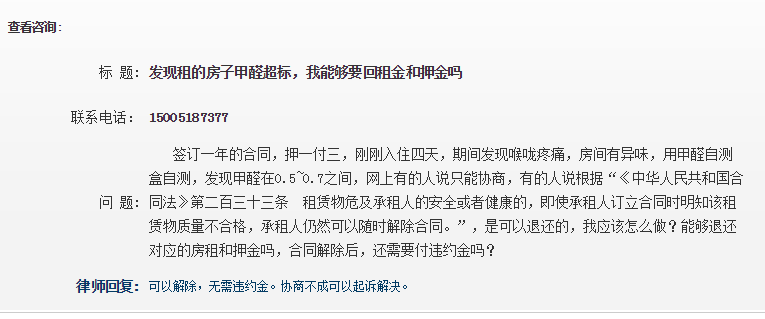 查看咨询:
标 题: 发现租的房子甲醛超标，我能够要回租金和押金吗
联系电话: 15005187377
签订一年的合同，押一付三，刚刚入住四天，期间发现喉咙疼痛，房间有异味，用甲醛自测
盒自测，发现甲醛在0.5~0.7之间，网上有的人说只能协商，有的人说根据“《中华人民共和国合
问 题: 同法》第二百三十三条 租赁物危及承租人的安全或者健康的，即使承租人订立合同时明知该租
赁物质量不合格，承租人仍然可以随时解除合同。”，是可以退还的，我应该怎么做？能够退还
对应的房租和押金吗，合同解除后，还需要付违约金吗？
律师回复: 可以解除，无需违约金。协商不成可以起诉解决。